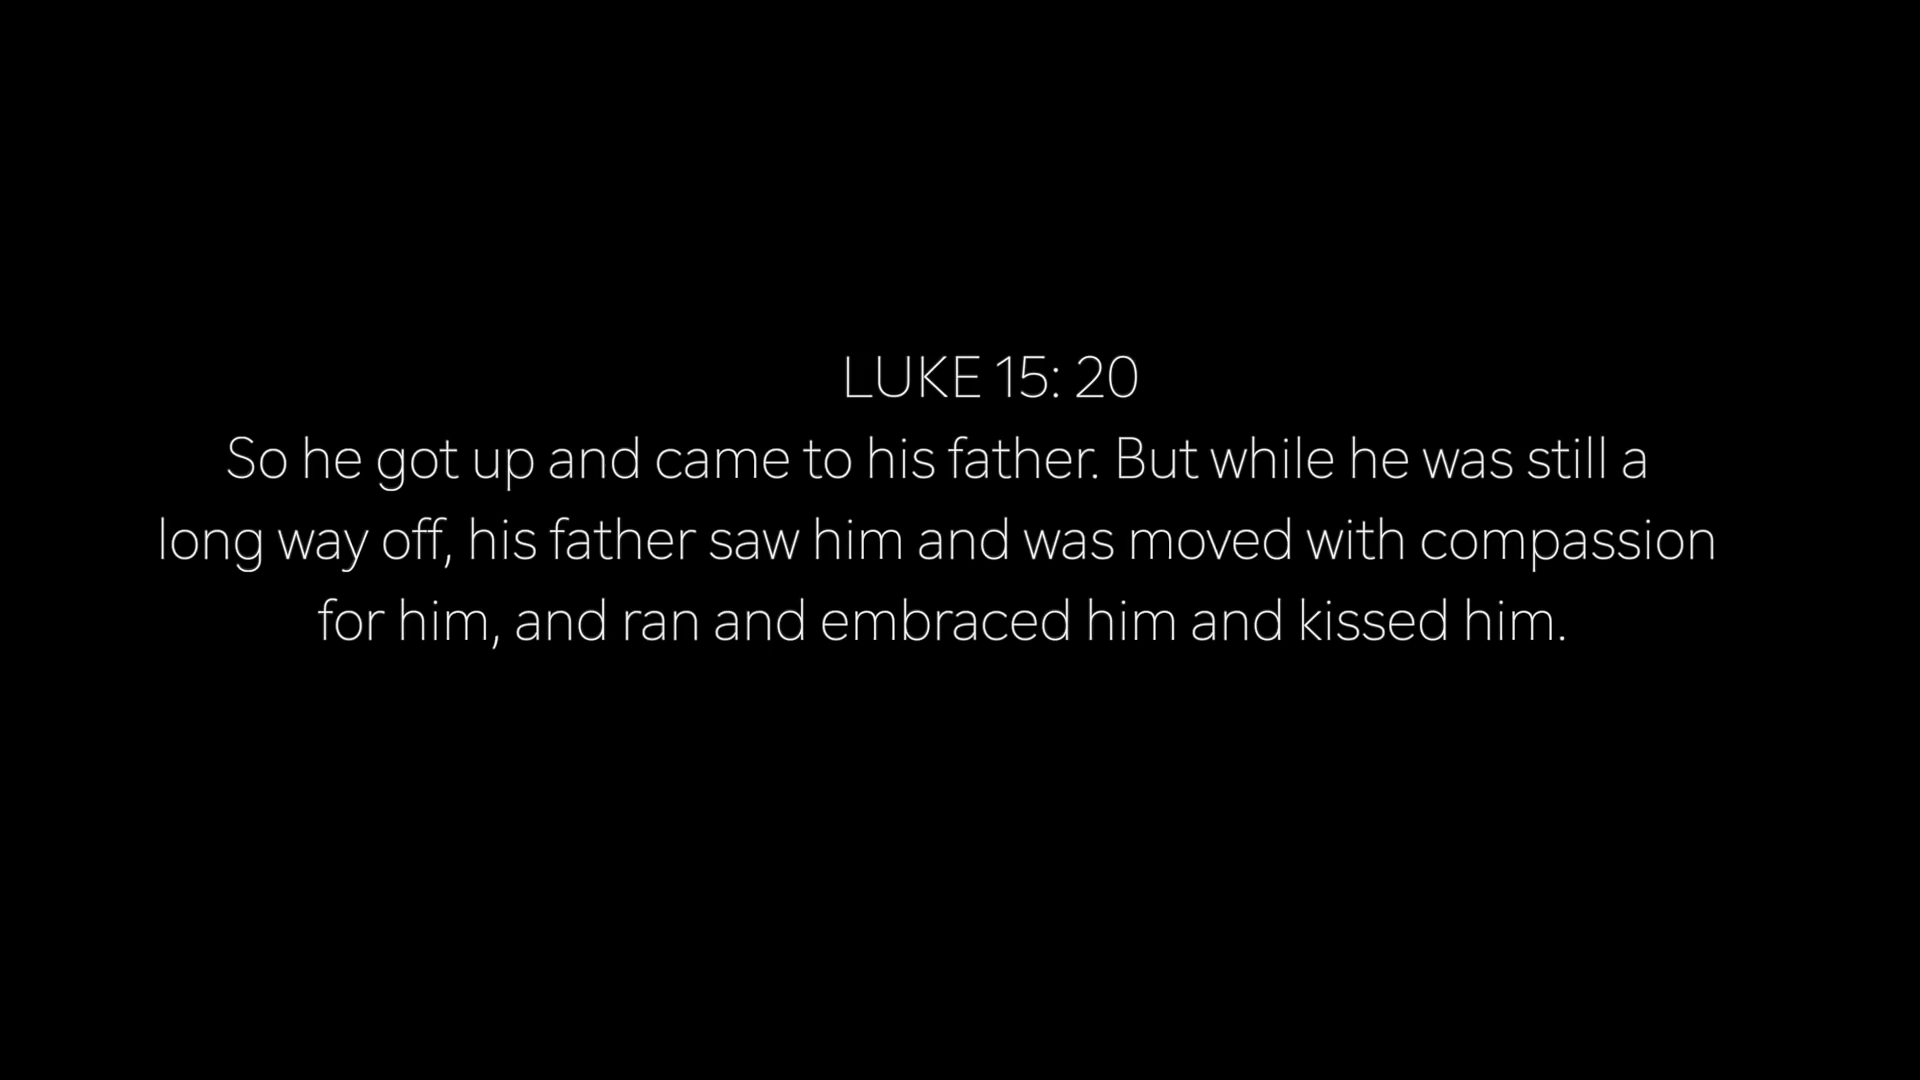 LUKE 15: 20
So he got up and came to his father. But while he was still a
long way off, his father saw him and was moved with compassion
for him, and ran and embraced him and kissed him.